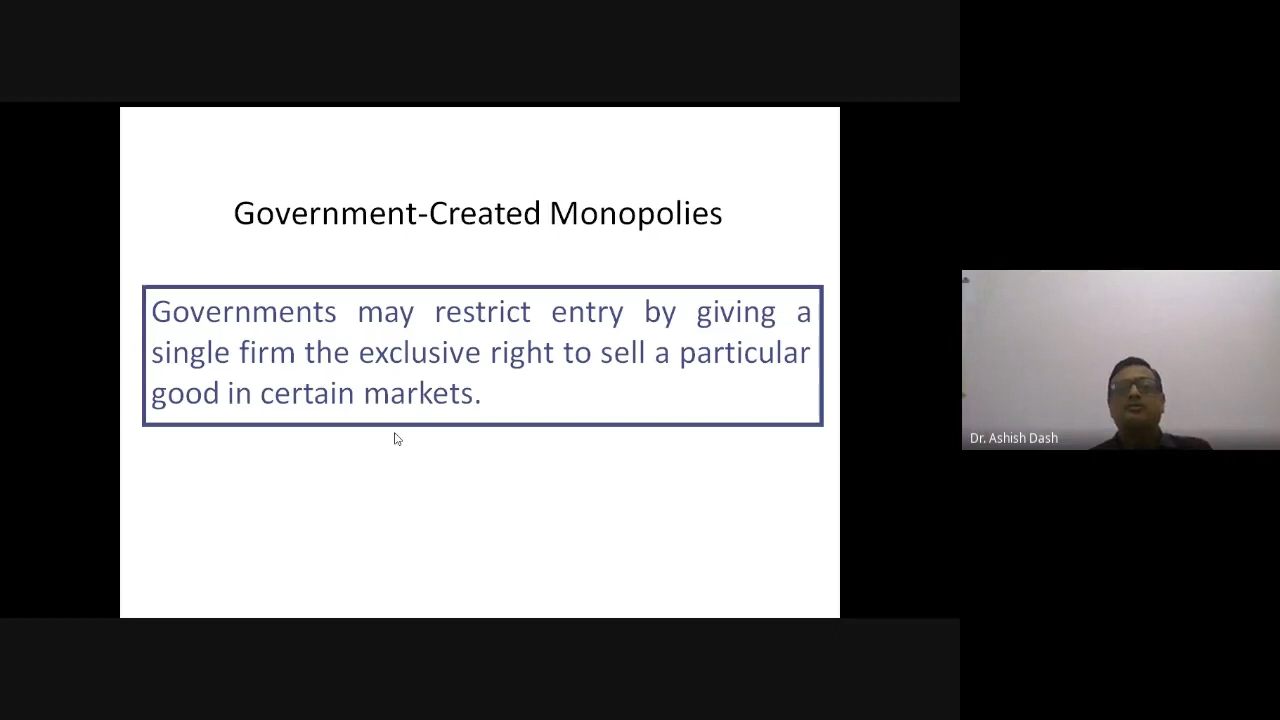 Government-Created Monopolies
Governments may restrict entry by giving a
single firm the exclusive right to sell a particular
good in certain markets.
Dr. Ashish Dash